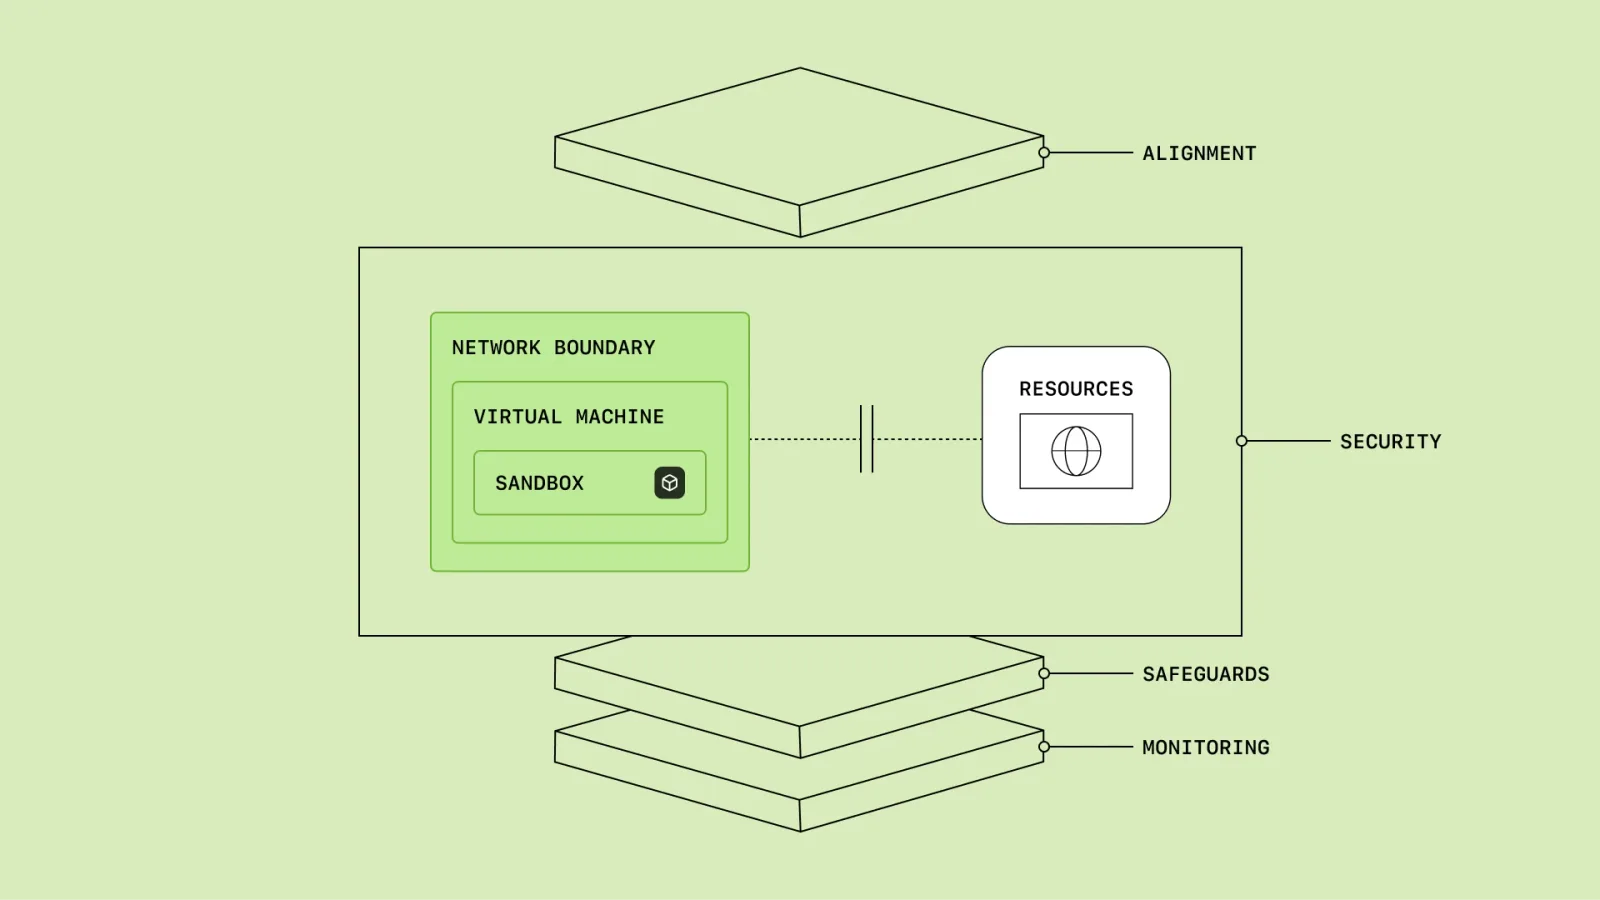 ALIGNMENT
NETWORK BOUNDARY
VIRTUAL MACHINE
SANDBOX
RESOURCES
SECURITY
SAFEGUARDS
MONITORING